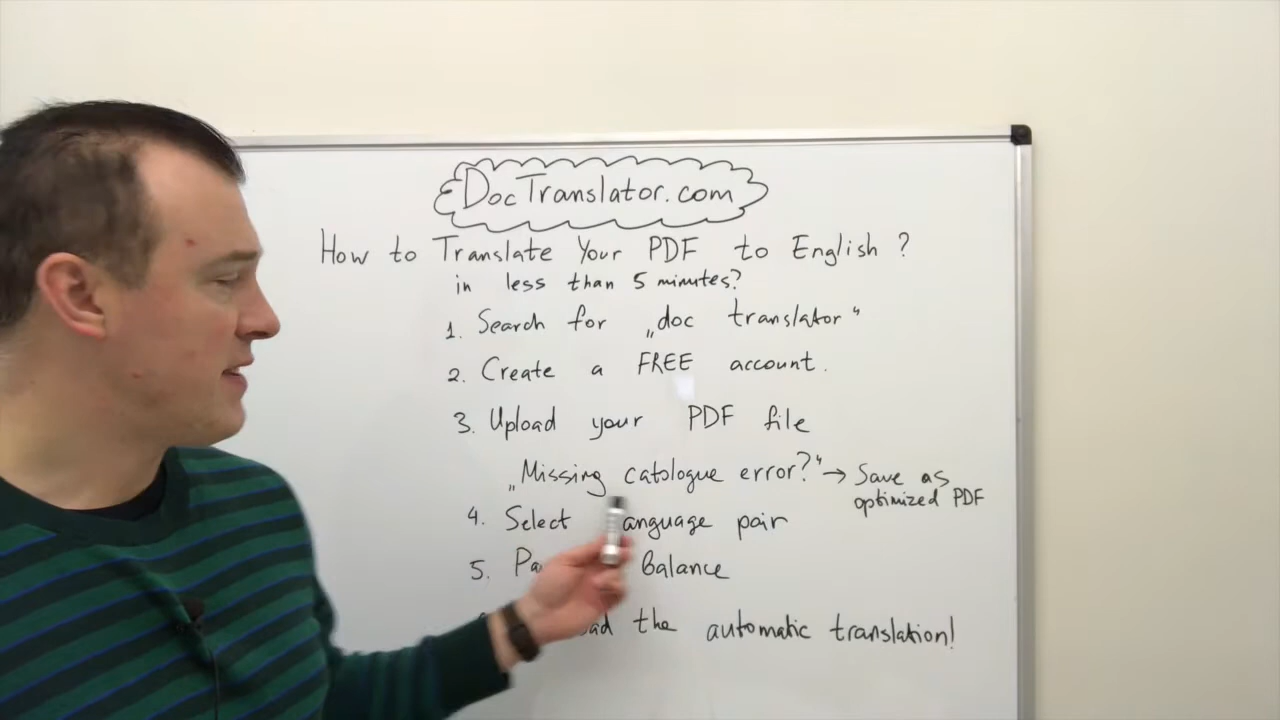 DocTranslator.com
How to Translate Your PDF to English ?
in less than 5 minutes?
1. Search for „doc translator"
2. Create a FREE account.
3. Upload your PDF file
„Missing catologue error?" → Save as
optimized PDF
4. Select language pair
5. Balance
the automatic translation!